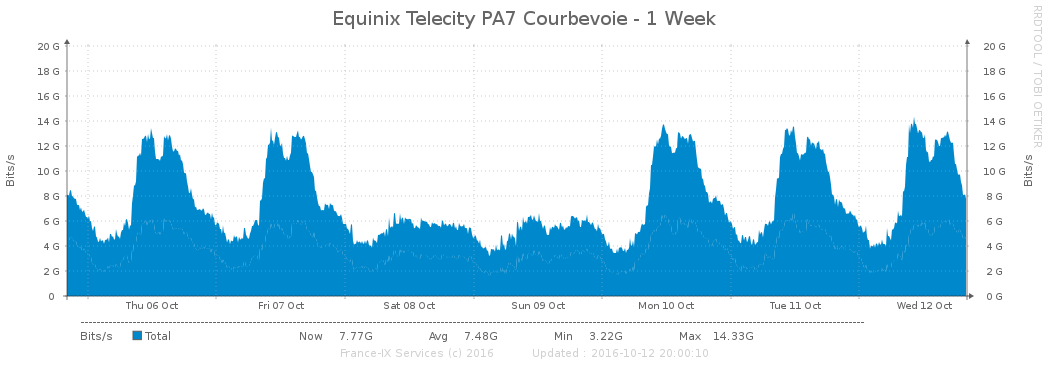 Equinix Telecity PA7 Courbevoie - 1 Week
RRDTOOL / TOBI OETIKER
20 G 20 G
18 G 18 G
16 G 16 G
14 G 14 G
12 G 12 G
10 G 10 G
8 G 8 G
6 G 6 G
4 G 4 G
2 G 2 G
0 0 G
Bits/s
Bits/s
Thu 06 Oct Fri 07 Oct Sat 08 Oct Sun 09 Oct Mon 10 Oct Tue 11 Oct Wed 12 Oct
Bits/s Total Now 7.77G Avg 7.48G Min 3.22G Max 14.33G
France-IX Services (c) 2016 Updated : 2016-10-12 20:00:10